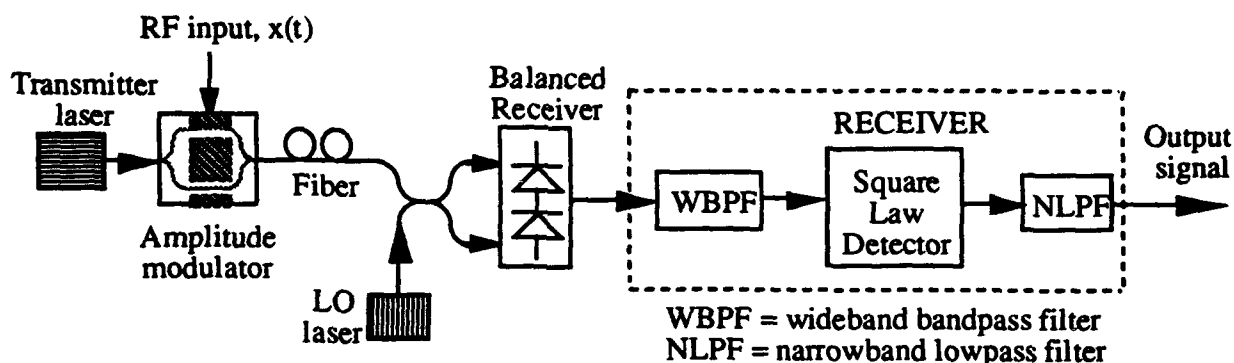 RF input, x(t)
Transmitter
laser
Amplitude
modulator
Fiber
LO
laser
Balanced
Receiver
RECEIVER
WBPF
Square
Law
Detector
NLPF
Output
signal
WBPF = wideband bandpass filter
NLPF = narrowband lowpass filter